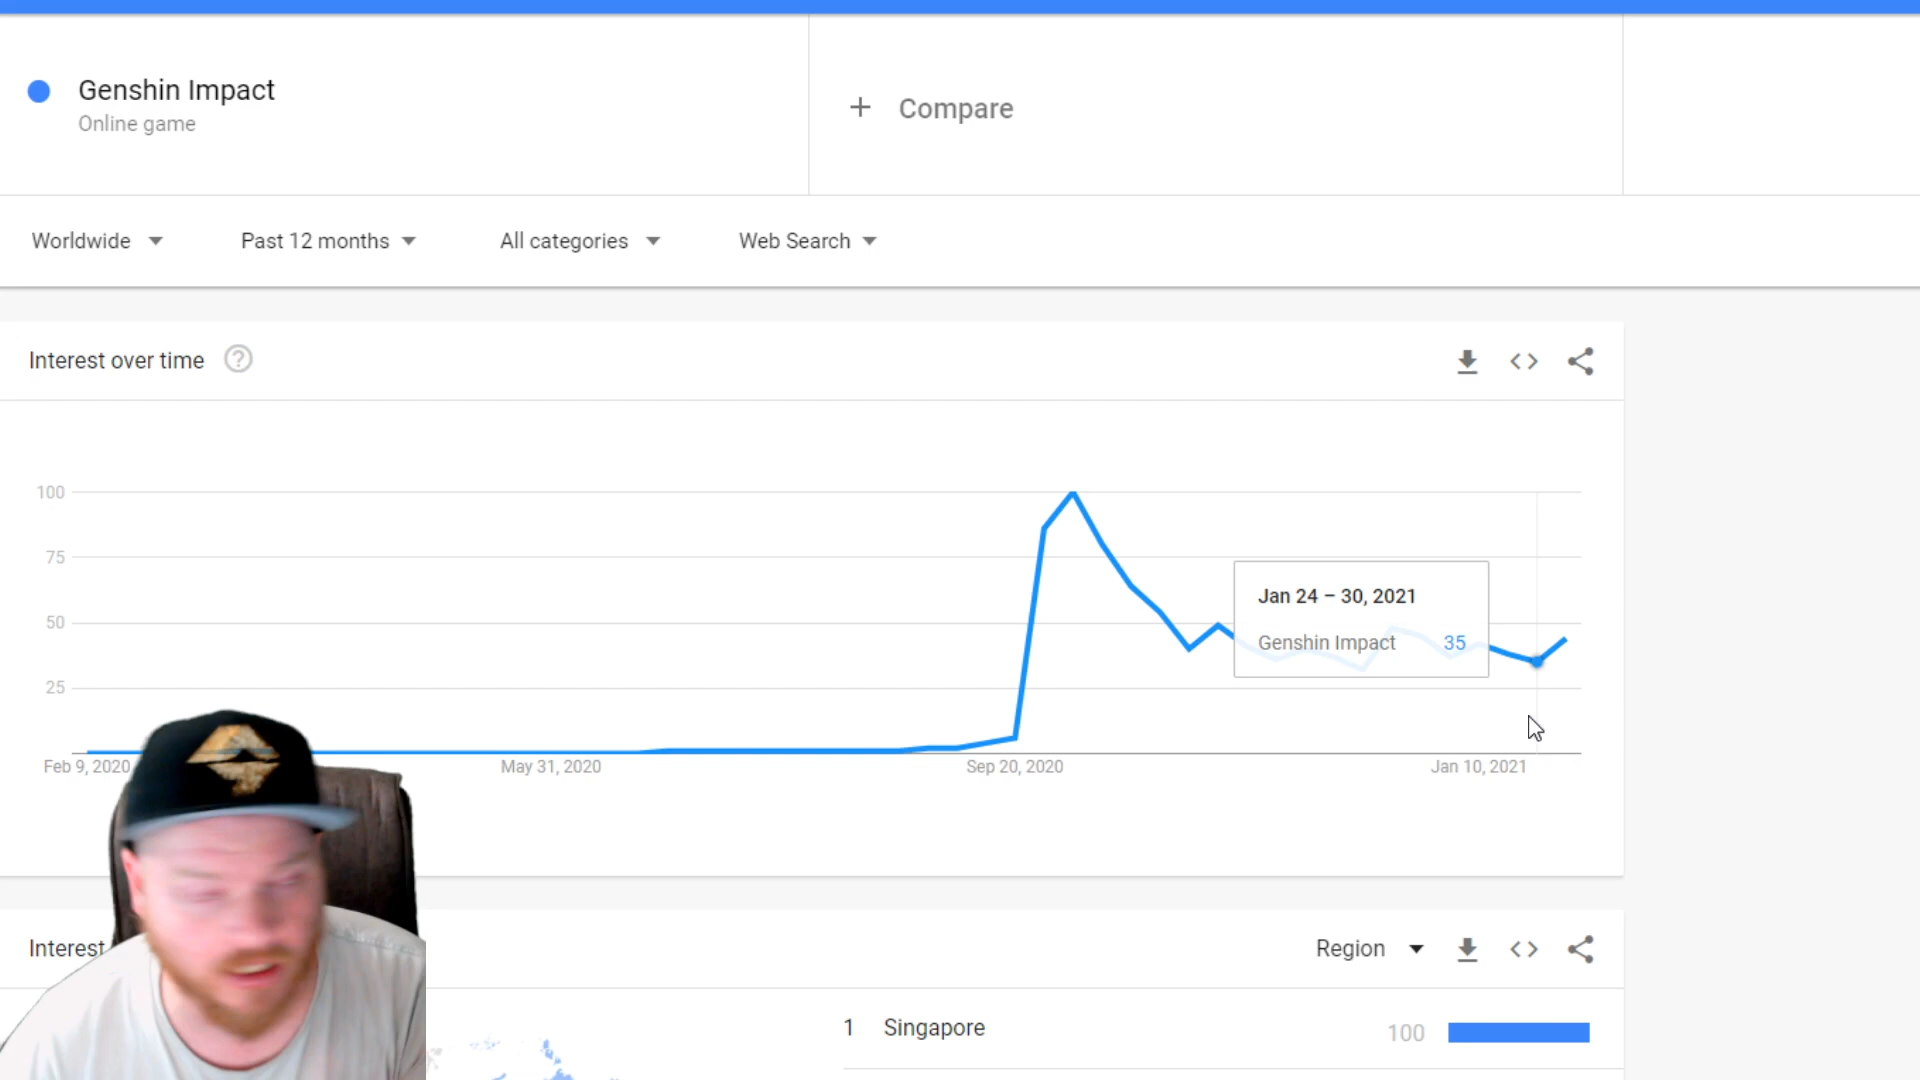 Genshin Impact
Online game
+ Compare
Worldwide
Past 12 months
All categories
Web Search
Interest over time ?
100
75
50
25
Jan 24 – 30, 2021
Genshin Impact 35
Feb 9, 2020
May 31, 2020
Sep 20, 2020
Jan 10, 2021
Interest
Region
1 Singapore 100